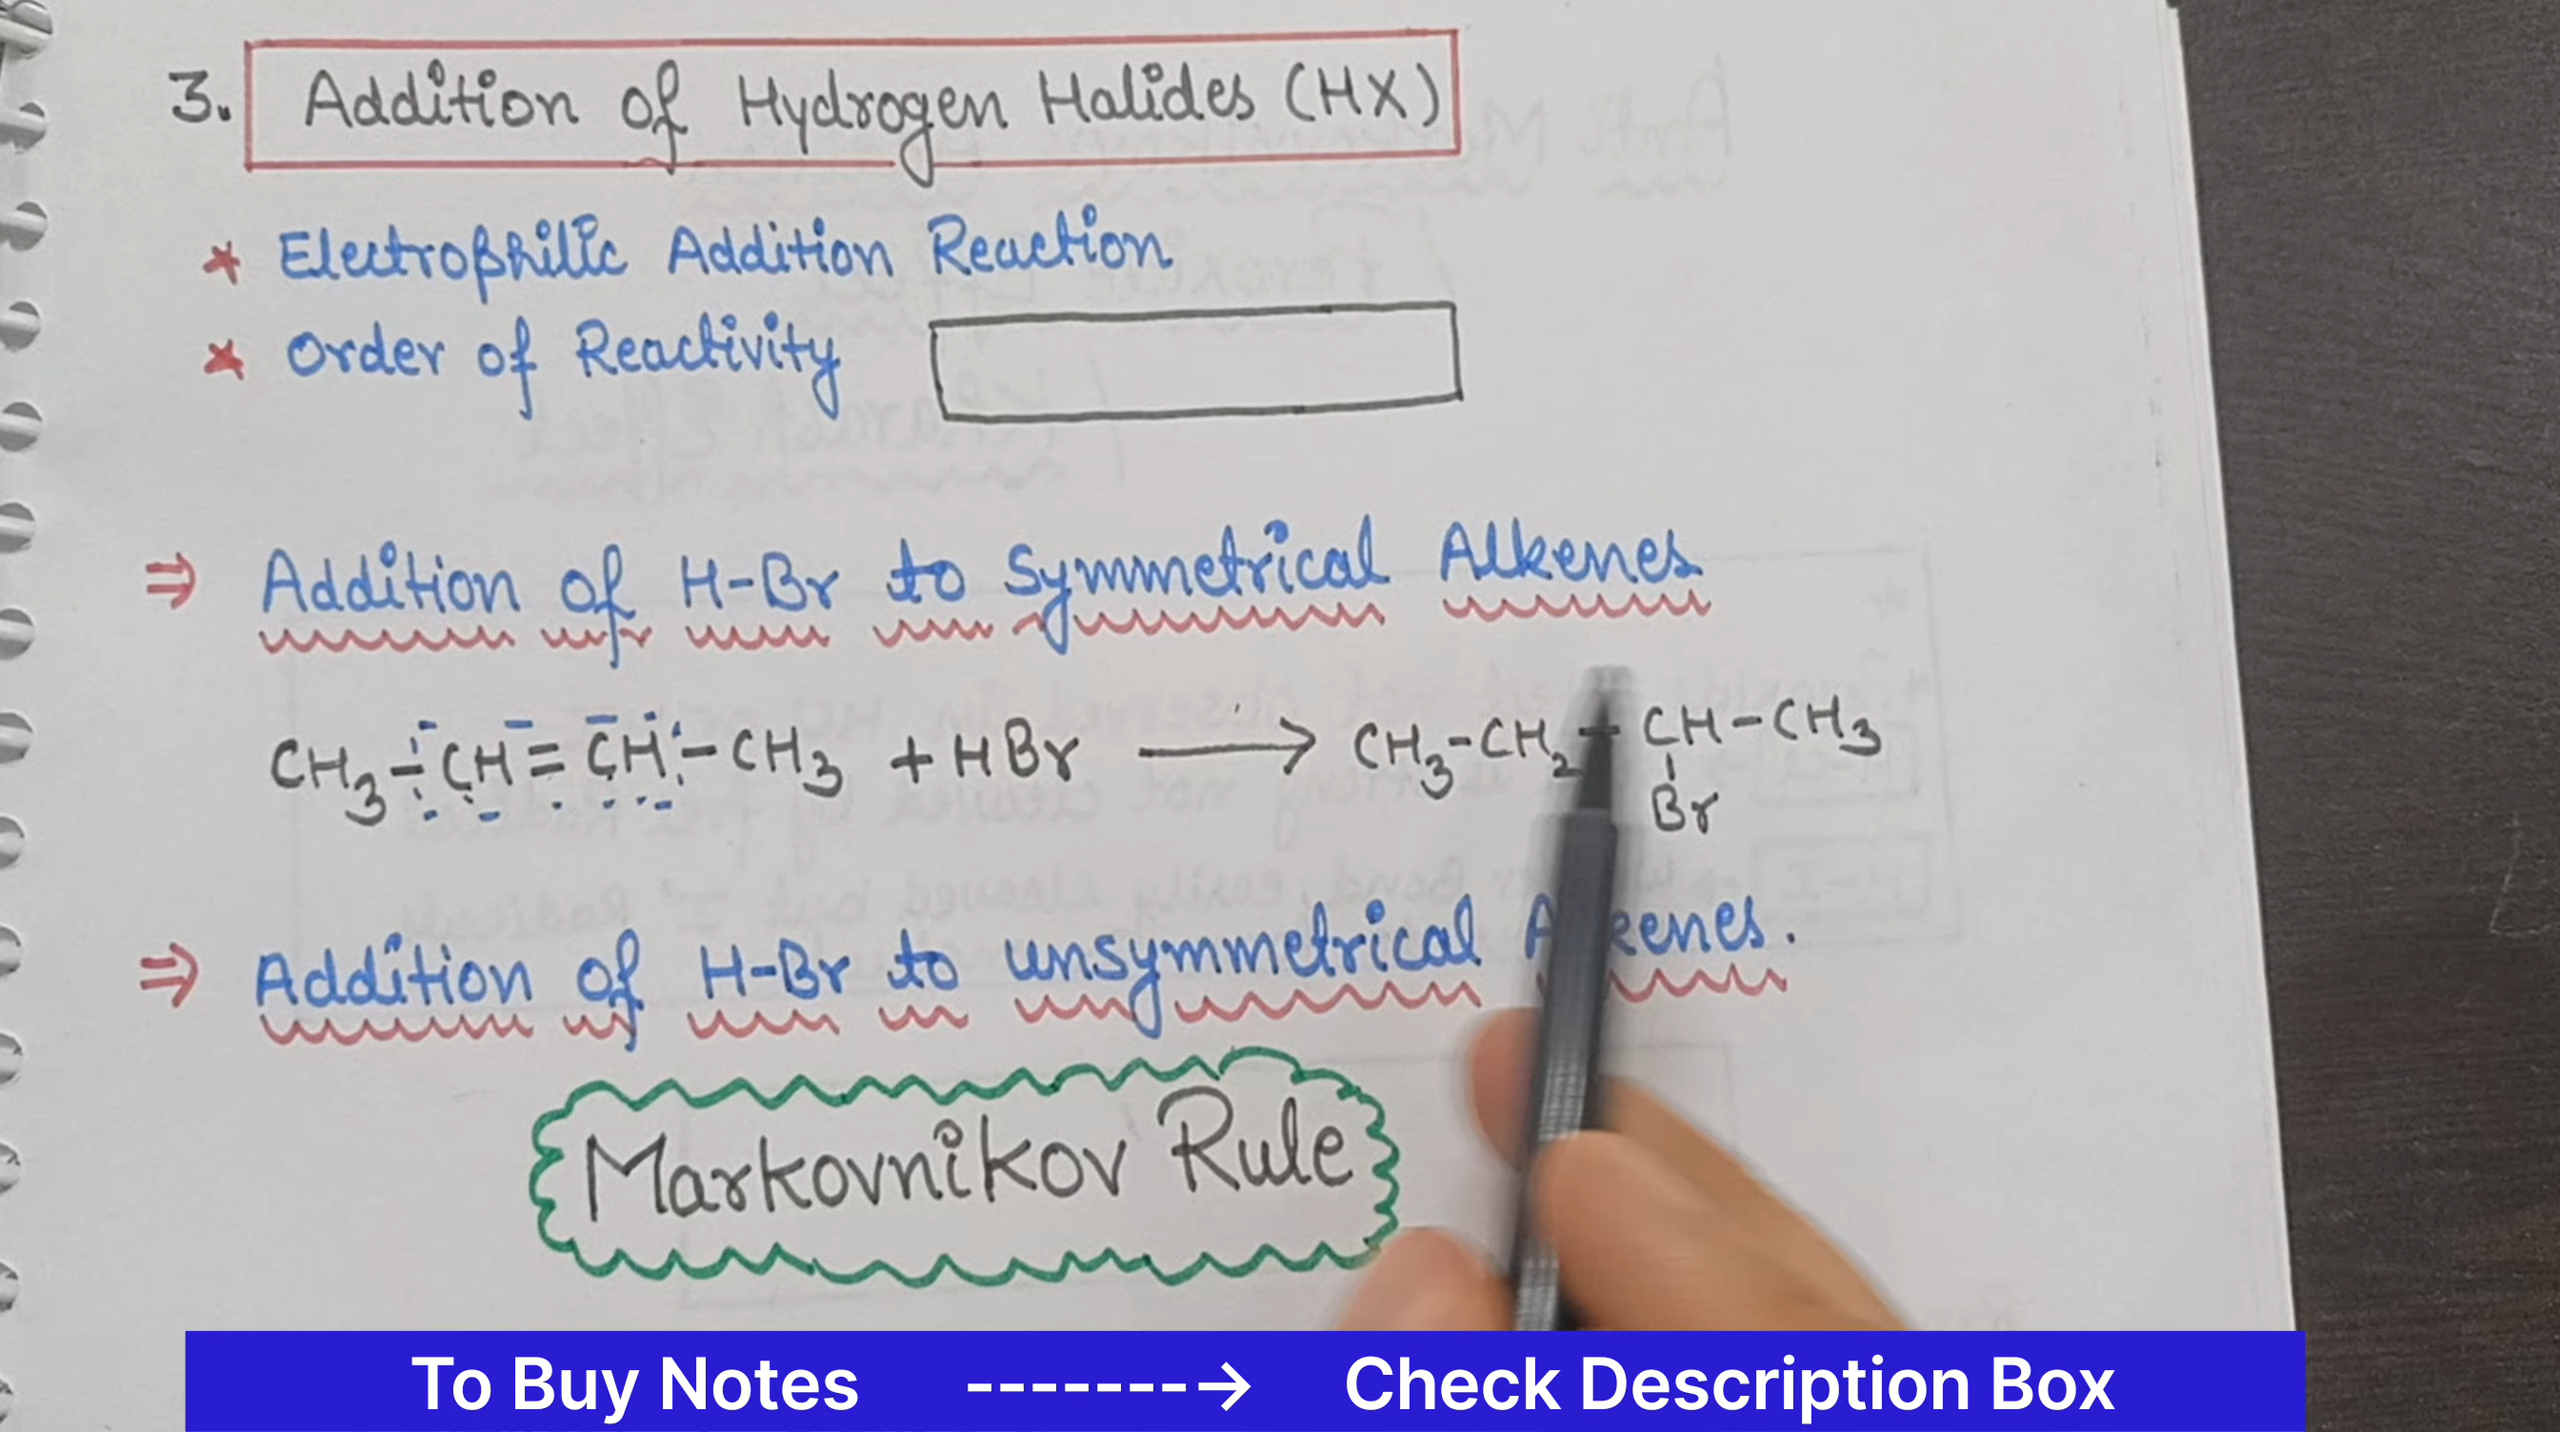 3. Addition of Hydrogen Halides (HX)
* Electrophilic Addition Reaction
* Order of Reactivity
⇒ Addition of H-Br to Symmetrical Alkenes
CH3-CH=CH-CH3 + HBr → CH3-CH2-CH-CH3
Br
⇒ Addition of H-Br to unsymmetrical Alkenes.
Markovnikov Rule
To Buy Notes -------→ Check Description Box